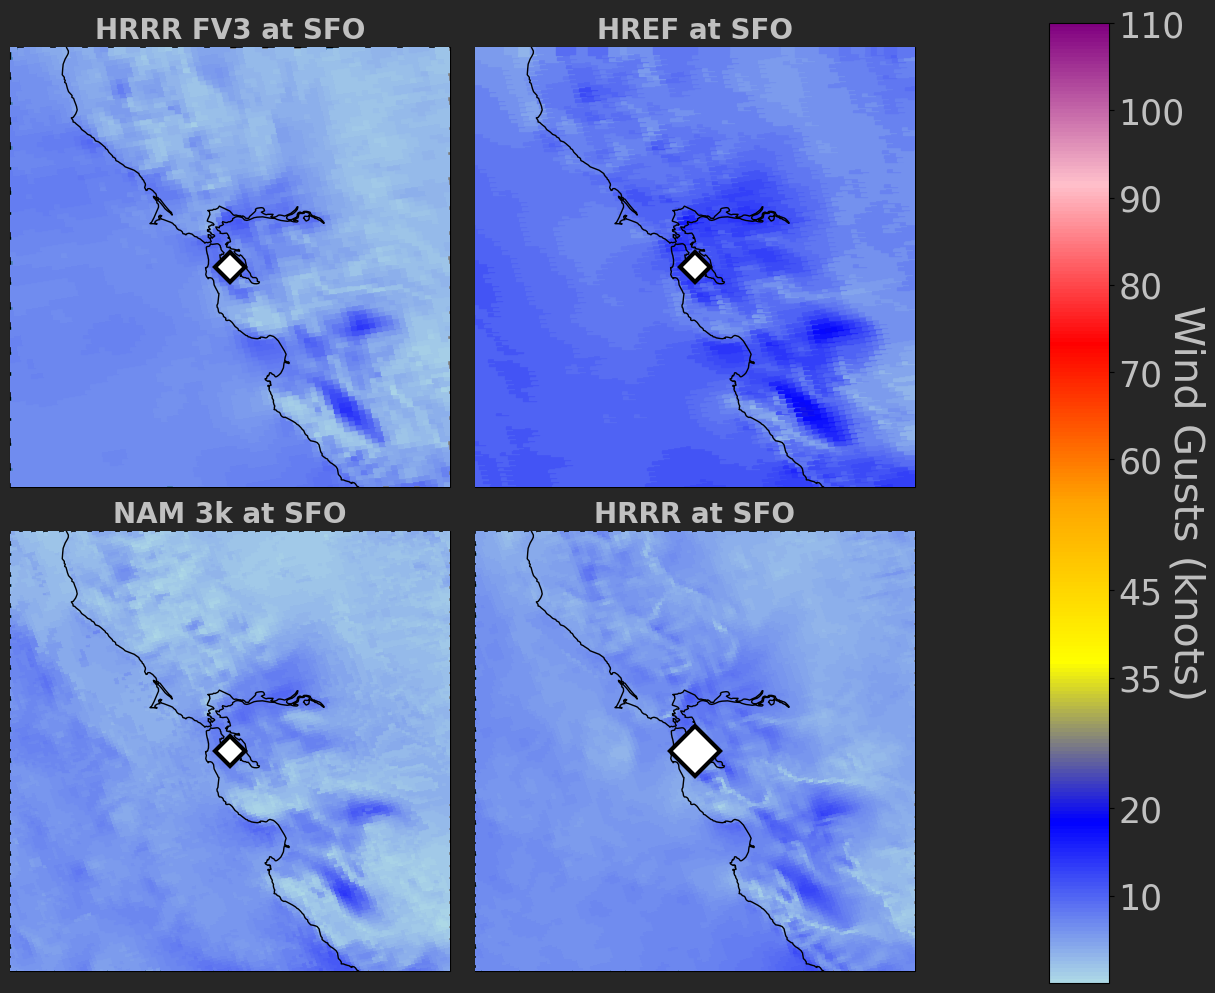 HRRR FV3 at SFO
HREF at SFO
NAM 3k at SFO
HRRR at SFO
110
100
90
80
70
60
45
35
20
10
Wind Gusts (knots)